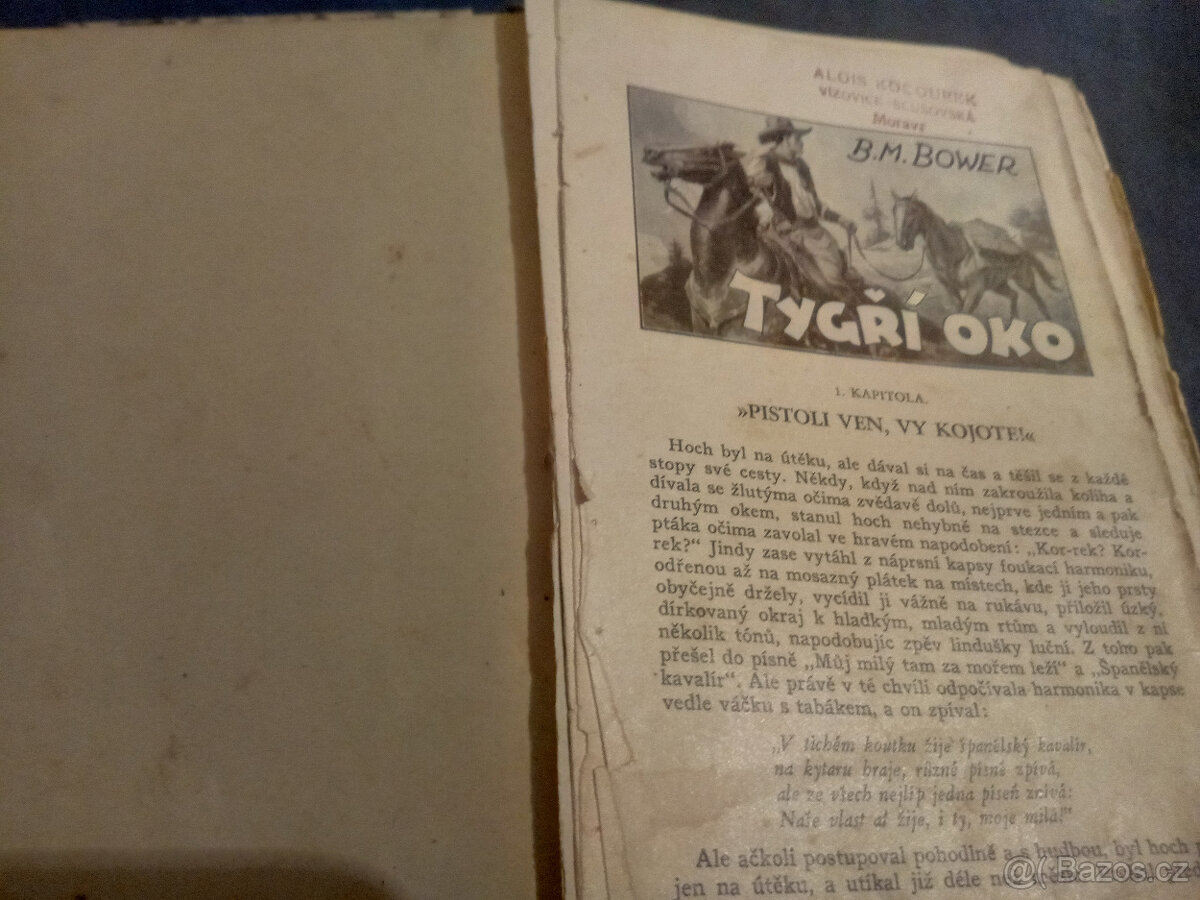 ALOIS KOCOUREK
VIZOVICE-SLUŠOVSKÁ
Morava
B.M. BOWER
TYGŘÍ OKO
1. KAPITOLA.
»PISTOLI VEN, VY KOJOTE!«
Hoch byl na útěku, ale dával si na čas a těšil se z každé
stopy své cesty. Někdy, když nad ním zakroužila koliha a
dívala se žlutýma očima zvědavě dolů, nejprve jedním a pak
druhým okem, stanul hoch nehybně na stezce a sleduje
ptáka očima zavolal ve hravém napodobení: „Kor-rek? Kor-
rek?“ Jindy zase vytáhl z náprsní kapsy foukací harmoniku,
odřenou až na mosazný plátek na místech, kde ji jeho prsty
obyčejně držely, vycídil ji vážně na rukávu, přiložil úzký,
dírkovaný okraj k hladkým, mladým rtům a vyloudil z ní
několik tónů, napodobujíc zpěv lindušky luční. Z toho pak
přešel do písně „Můj milý tam za mořem leží“ a „Španělský
kavalír“. Ale právě v té chvíli odpočívala harmonika v kapse
vedle váčku s tabákem, a on zpíval:
„V tichém koutku žije španělský kavalír,
na kytaru hraje, různé písně zpívá,
ale ze všech nejlíp jedna píseň znívá:
Naše vlast ať žije, i ty, moje milá!“
Ale ačkoli postupoval pohodlně a s hudbou, byl hoch
jen na útěku, a utíkal již déle
@( Bazos.cz